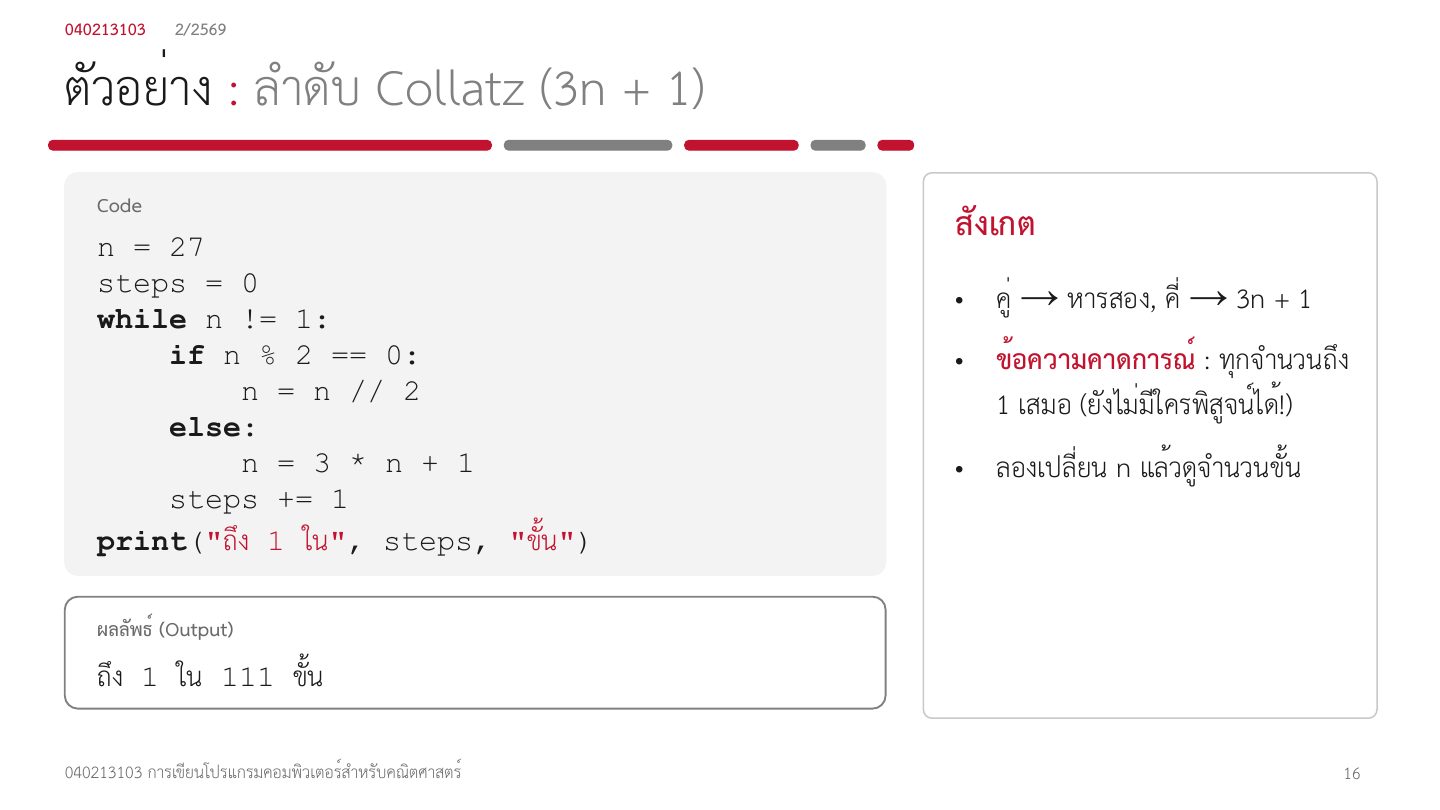 040213103 2/2569
ตัวอย่าง : ลำดับ Collatz (3n + 1)
Code
n = 27
steps = 0
while n != 1:
    if n % 2 == 0:
        n = n // 2
    else:
        n = 3 * n + 1
    steps += 1
print("ถึง 1 ใน", steps, "ขั้น")
ผลลัพธ์ (Output)
ถึง 1 ใน 111 ขั้น
สังเกต
• คู่ ⟶ หารสอง, คี่ ⟶ 3n + 1
• ข้อความคาดการณ์ : ทุกจำนวนถึง
1 เสมอ (ยังไม่มีใครพิสูจน์ได้!)
• ลองเปลี่ยน n แล้วดูจำนวนขั้น
040213103 การเขียนโปรแกรมคอมพิวเตอร์สำหรับคณิตศาสตร์
16